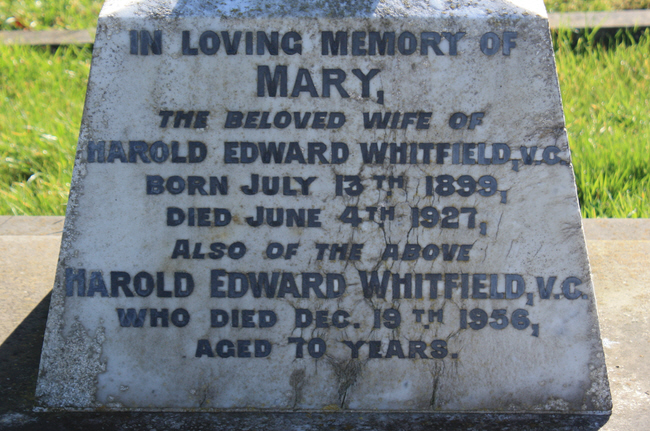 IN LOVING MEMORY OF
MARY,
THE BELOVED WIFE OF
HAROLD EDWARD WHITFIELD, V.C.
BORN JULY 13TH 1899,
DIED JUNE 4TH 1927,
ALSO OF THE ABOVE
HAROLD EDWARD WHITFIELD, V.C.
WHO DIED DEC. 19TH 1956,
AGED 70 YEARS.